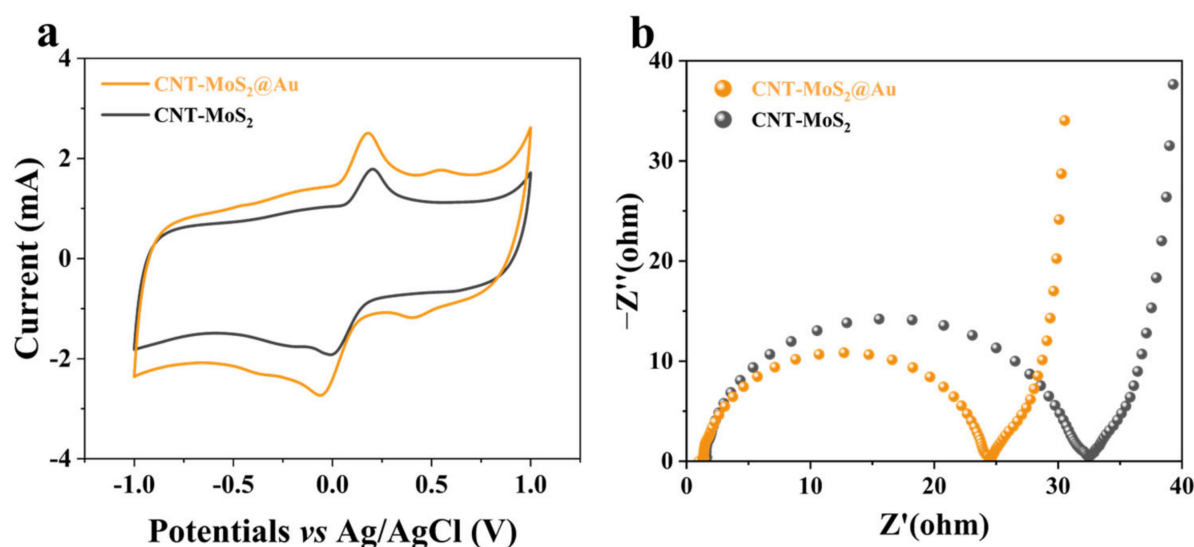 a
CNT-MoS₂@Au
CNT-MoS₂
4
2
0
-2
-4
Current (mA)
-1.0
-0.5
0.0
0.5
1.0
Potentials vs Ag/AgCl (V)
b
CNT-MoS₂@Au
CNT-MoS₂
40
30
20
10
0
−Z''(ohm)
0
10
20
30
40
Z'(ohm)